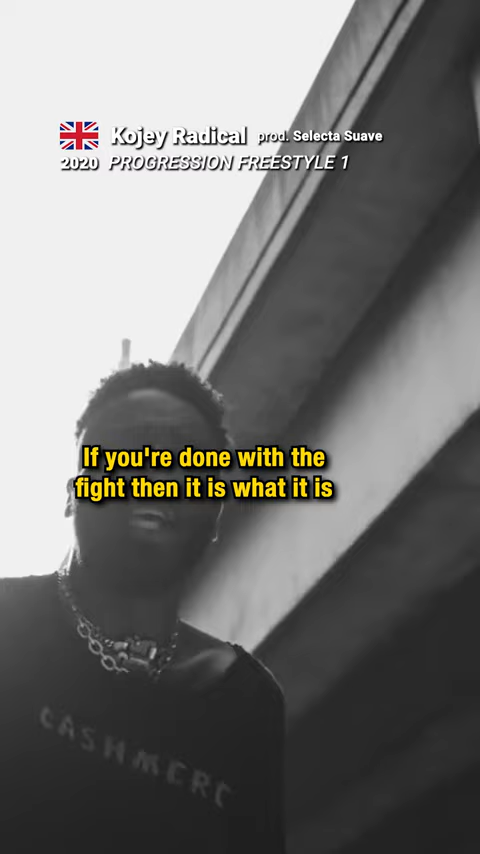 Kojey Radical prod. Selecta Suave
2020 PROGRESSION FREESTYLE 1
If you're done with the
fight then it is what it is
CASHMERE